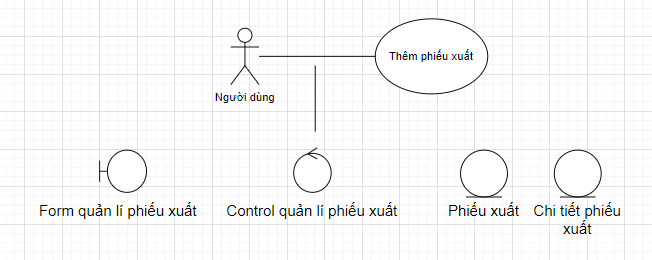 Thêm phiếu xuất
Người dùng
Form quản lí phiếu xuất
Control quản lí phiếu xuất
Phiếu xuất
Chi tiết phiếu
xuất